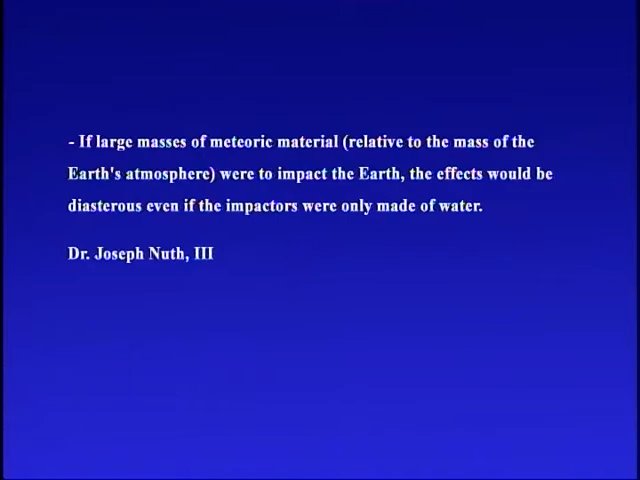 - If large masses of meteoric material (relative to the mass of the
Earth's atmosphere) were to impact the Earth, the effects would be
diasterous even if the impactors were only made of water.
Dr. Joseph Nuth, III